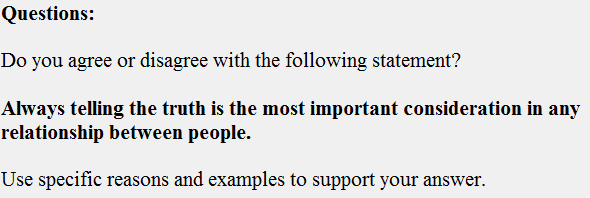 Questions:
Do you agree or disagree with the following statement?
Always telling the truth is the most important consideration in any
relationship between people.
Use specific reasons and examples to support your answer.